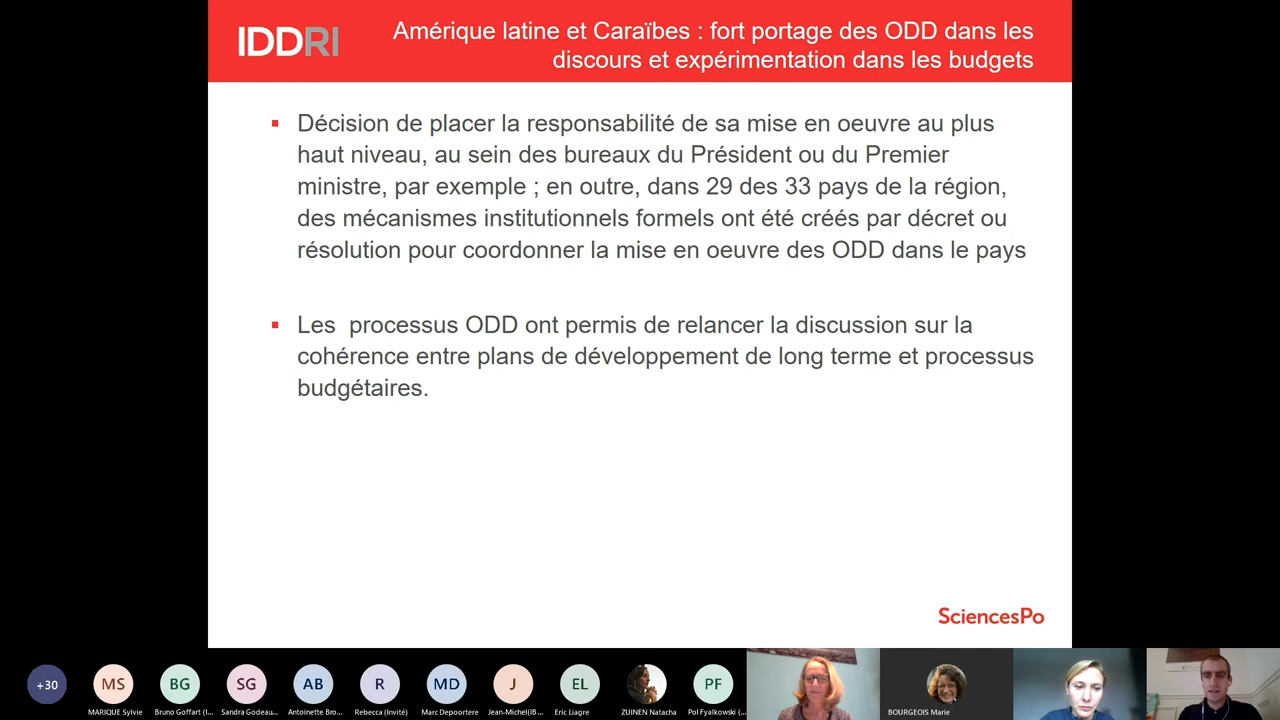 IDDRI
Amérique latine et Caraïbes : fort portage des ODD dans les
discours et expérimentation dans les budgets
▪ Décision de placer la responsabilité de sa mise en oeuvre au plus
haut niveau, au sein des bureaux du Président ou du Premier
ministre, par exemple ; en outre, dans 29 des 33 pays de la région,
des mécanismes institutionnels formels ont été créés par décret ou
résolution pour coordonner la mise en oeuvre des ODD dans le pays
▪ Les processus ODD ont permis de relancer la discussion sur la
cohérence entre plans de développement de long terme et processus
budgétaires.
SciencesPo
+30 MS BG SG AB R MD J EL PF
MARIQUE Sylvie Bruno Goffart (I... Sandra Godeau... Antoinette Bro... Rebecca (Invité) Marc Depoortere Jean-Michel(IB... Eric Liagre ZUINEN Natacha Pol Fyalkowski (... BOURGEOIS Marie